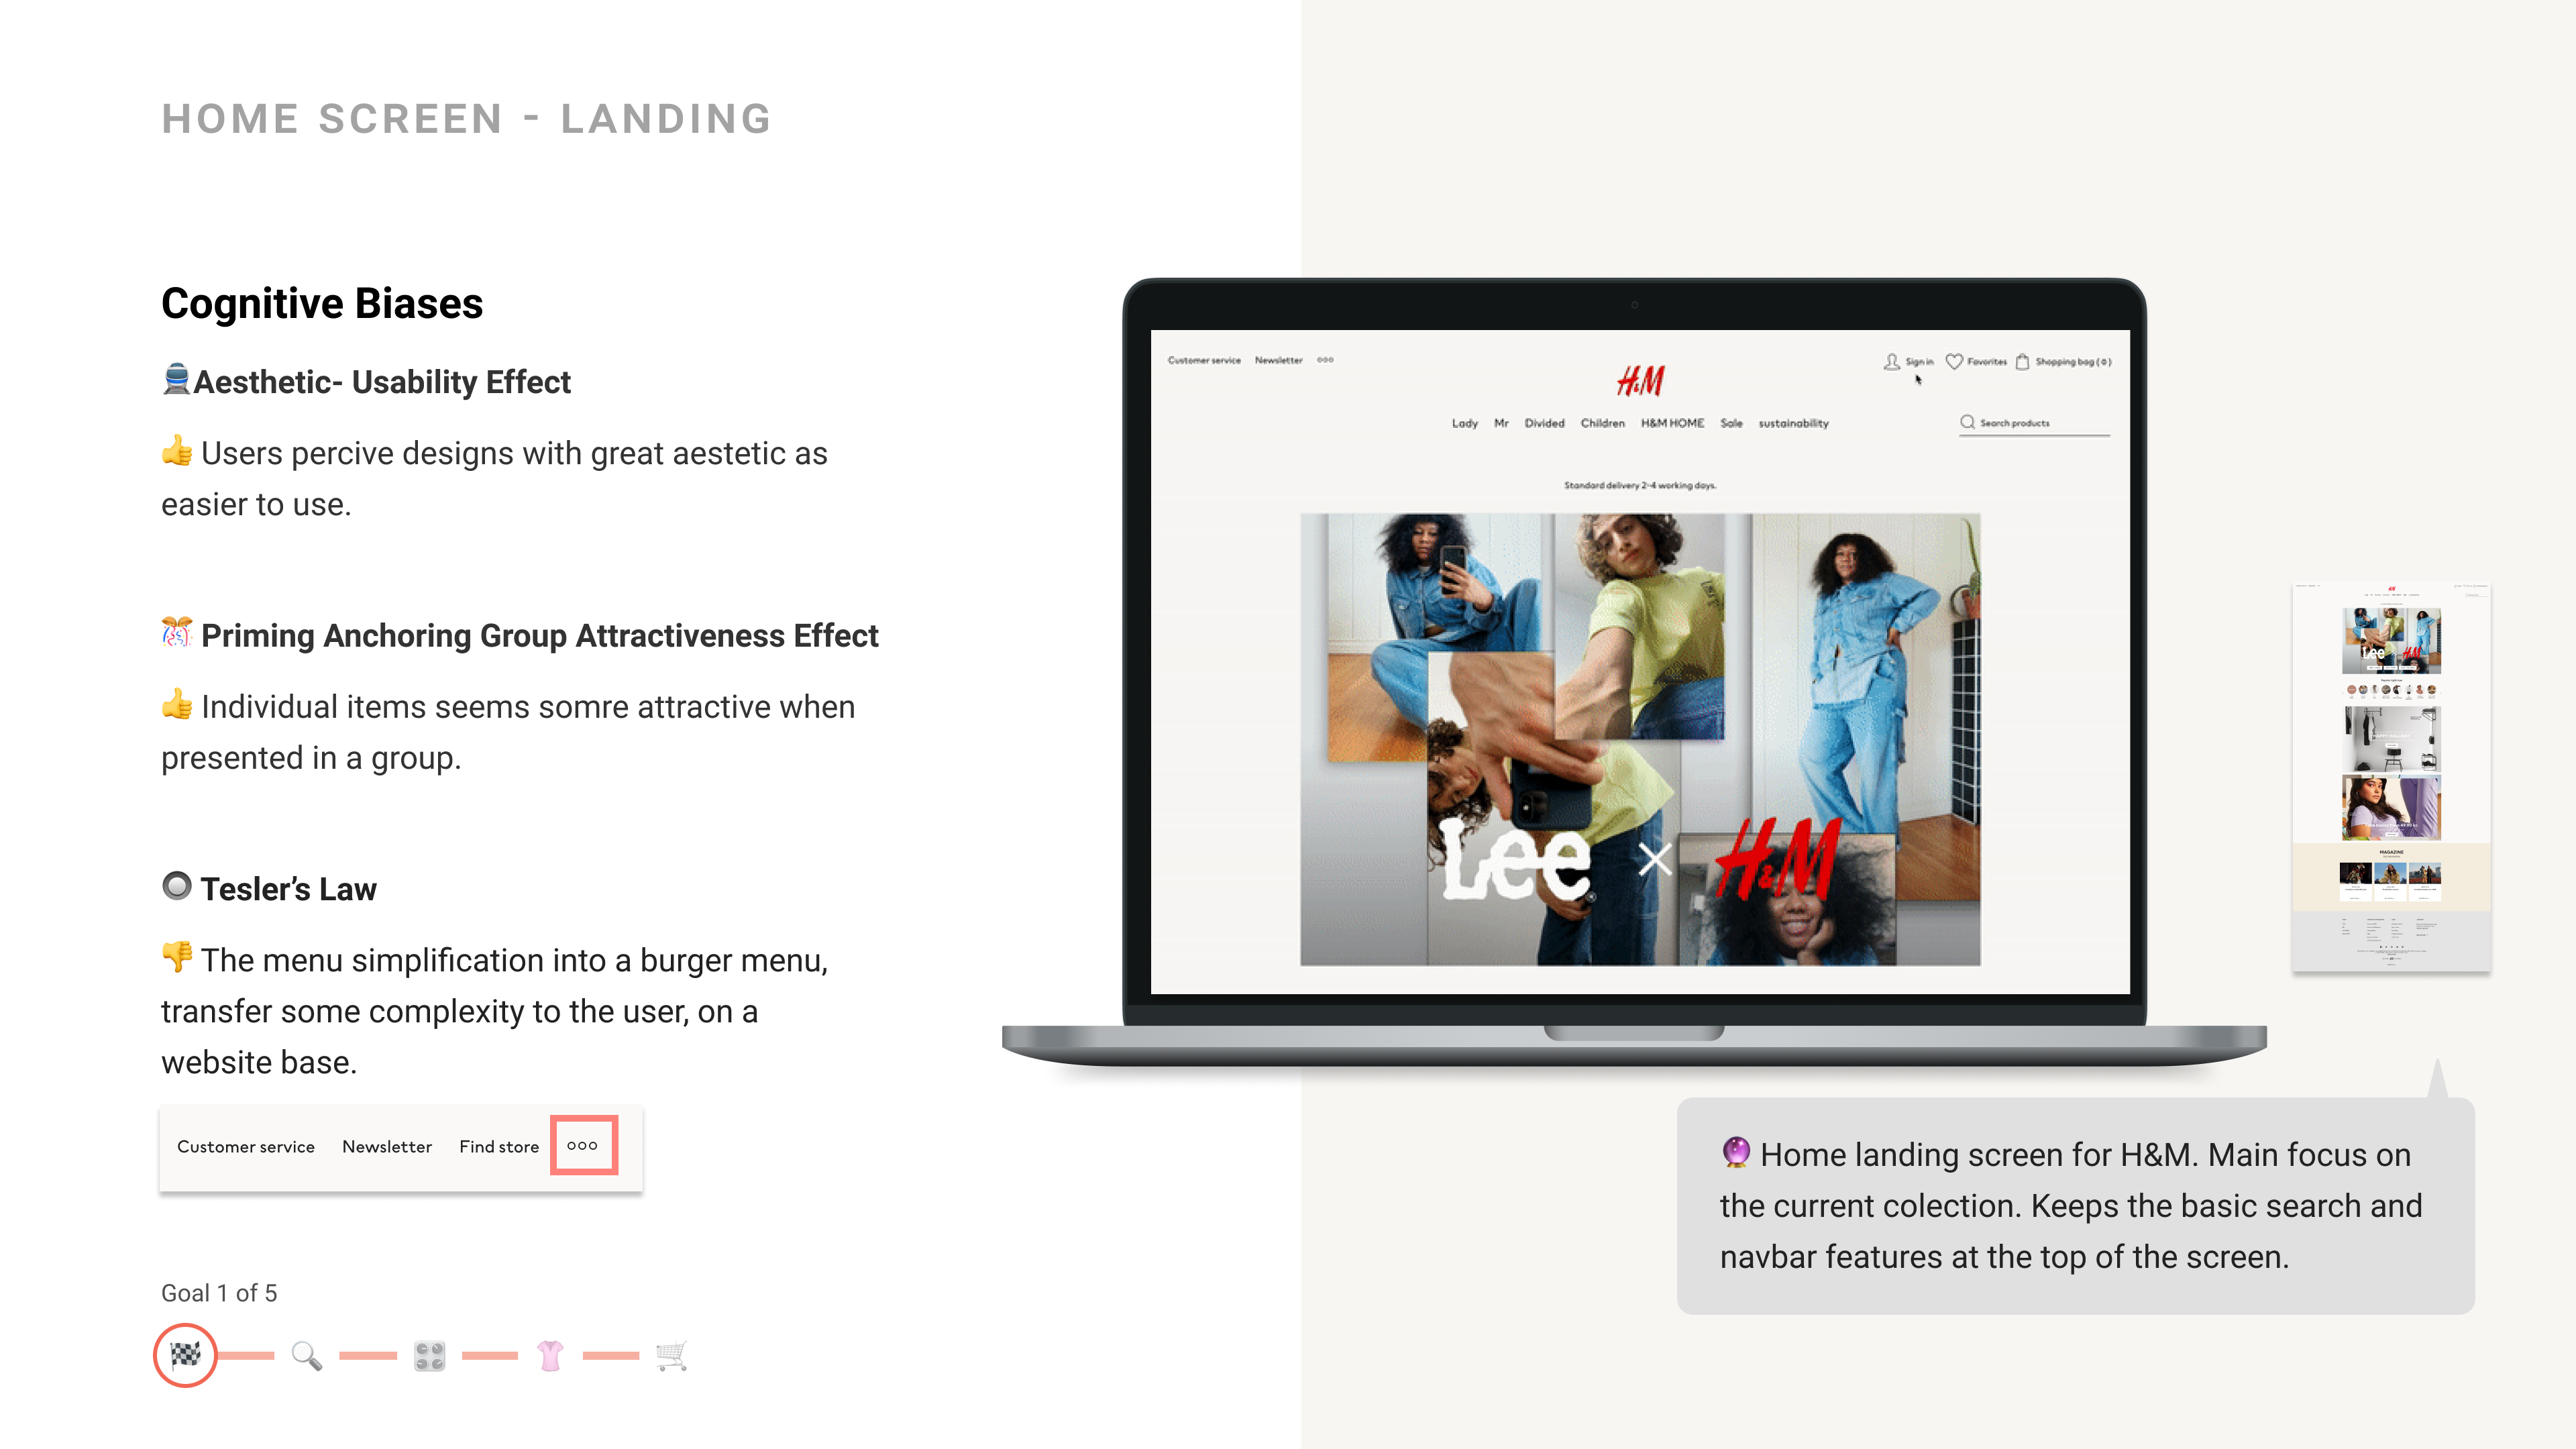 HOME SCREEN - LANDING
Cognitive Biases
Aesthetic- Usability Effect
Users percive designs with great aestetic as
easier to use.
Priming Anchoring Group Attractiveness Effect
Individual items seems somre attractive when
presented in a group.
Tesler’s Law
The menu simplification into a burger menu,
transfer some complexity to the user, on a
website base.
Customer service Newsletter Find store
Goal 1 of 5
Customer service Newsletter
Sign in Favorites Shopping bag (0)
H&M
Lady Mr Divided Children H&M HOME Sale sustainability
Search products
Standard delivery 2-4 working days.
Lee × H&M
H&M
Lee H&M
MAGAZINE
Home landing screen for H&M. Main focus on
the current colection. Keeps the basic search and
navbar features at the top of the screen.